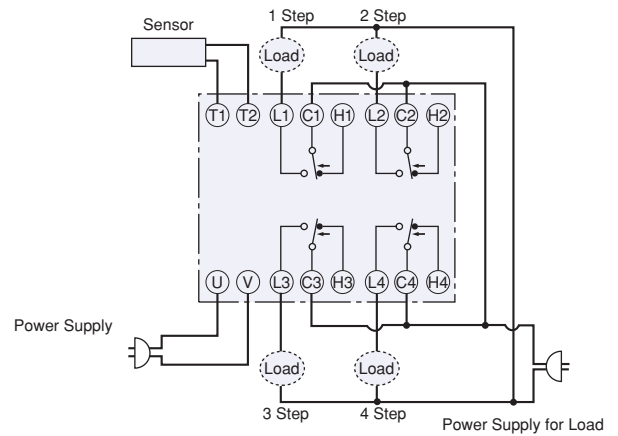 1 Step 2 Step
Sensor
Load Load
T1 T2 L1 C1 H1 L2 C2 H2
U V L3 C3 H3 L4 C4 H4
Power Supply
Load Load
3 Step 4 Step
Power Supply for Load